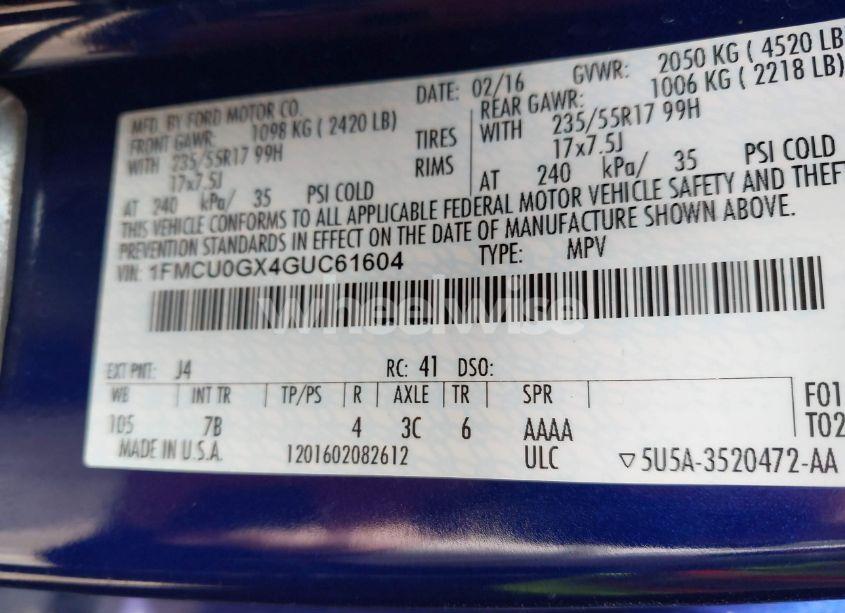 MFD. BY FORD MOTOR CO. DATE: 02/16 GVWR: 2050 KG ( 4520 LB
FRONT GAWR: 1098 KG ( 2420 LB) REAR GAWR: 1006 KG ( 2218 LB)
WITH 235/55R17 99H TIRES WITH 235/55R17 99H
17x7.5J RIMS 17x7.5J
AT 240 kPa/ 35 PSI COLD AT 240 kPa/ 35 PSI COLD
THIS VEHICLE CONFORMS TO ALL APPLICABLE FEDERAL MOTOR VEHICLE SAFETY AND THEFT
PREVENTION STANDARDS IN EFFECT ON THE DATE OF MANUFACTURE SHOWN ABOVE.
VIN: 1FMCU0GX4GUC61604 TYPE: MPV
wheelwise
EXT PNT: J4 RC: 41 DSO:
WB INT TR TP/PS R AXLE TR SPR F01
105 7B 4 3C 6 AAAA T02
MADE IN U.S.A. 1201602082612 ULC ▽5U5A-3520472-AA